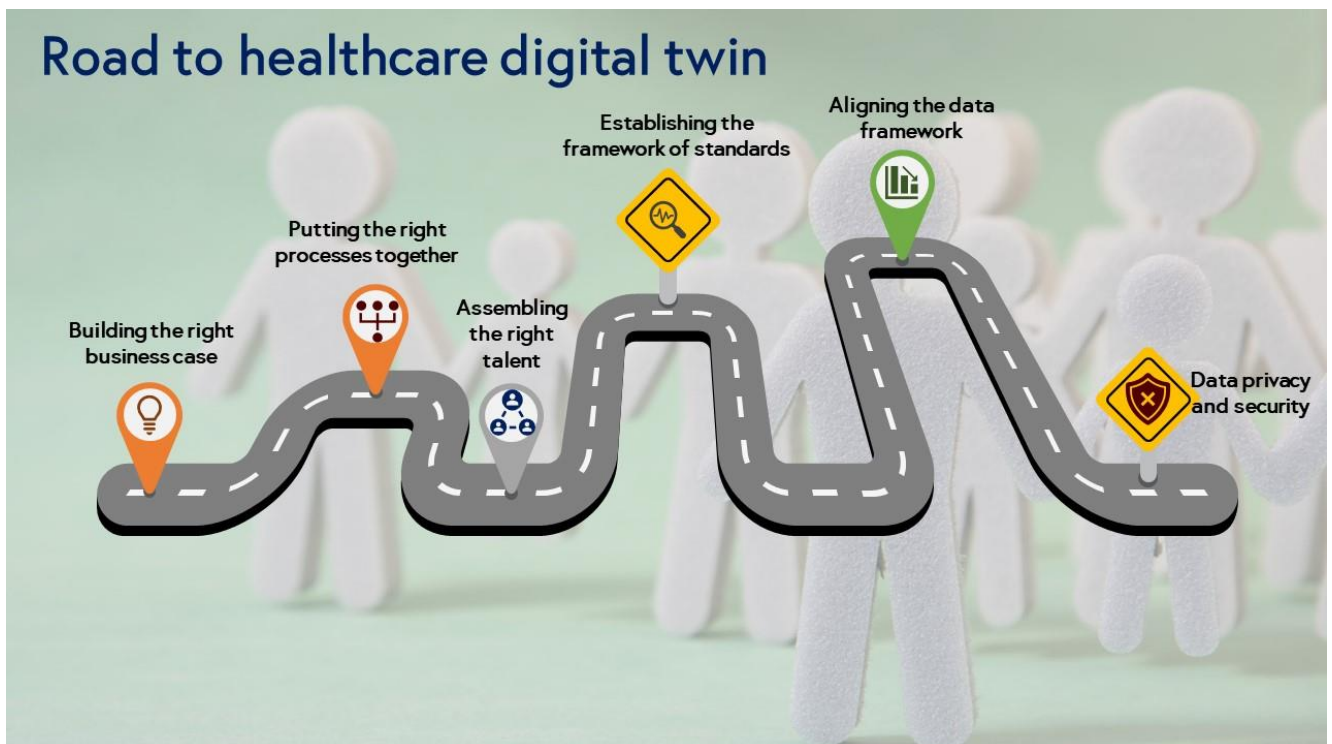 Road to healthcare digital twin
Building the right
business case
Putting the right
processes together
Assembling
the right
talent
Establishing the
framework of standards
Aligning the data
framework
Data privacy
and security